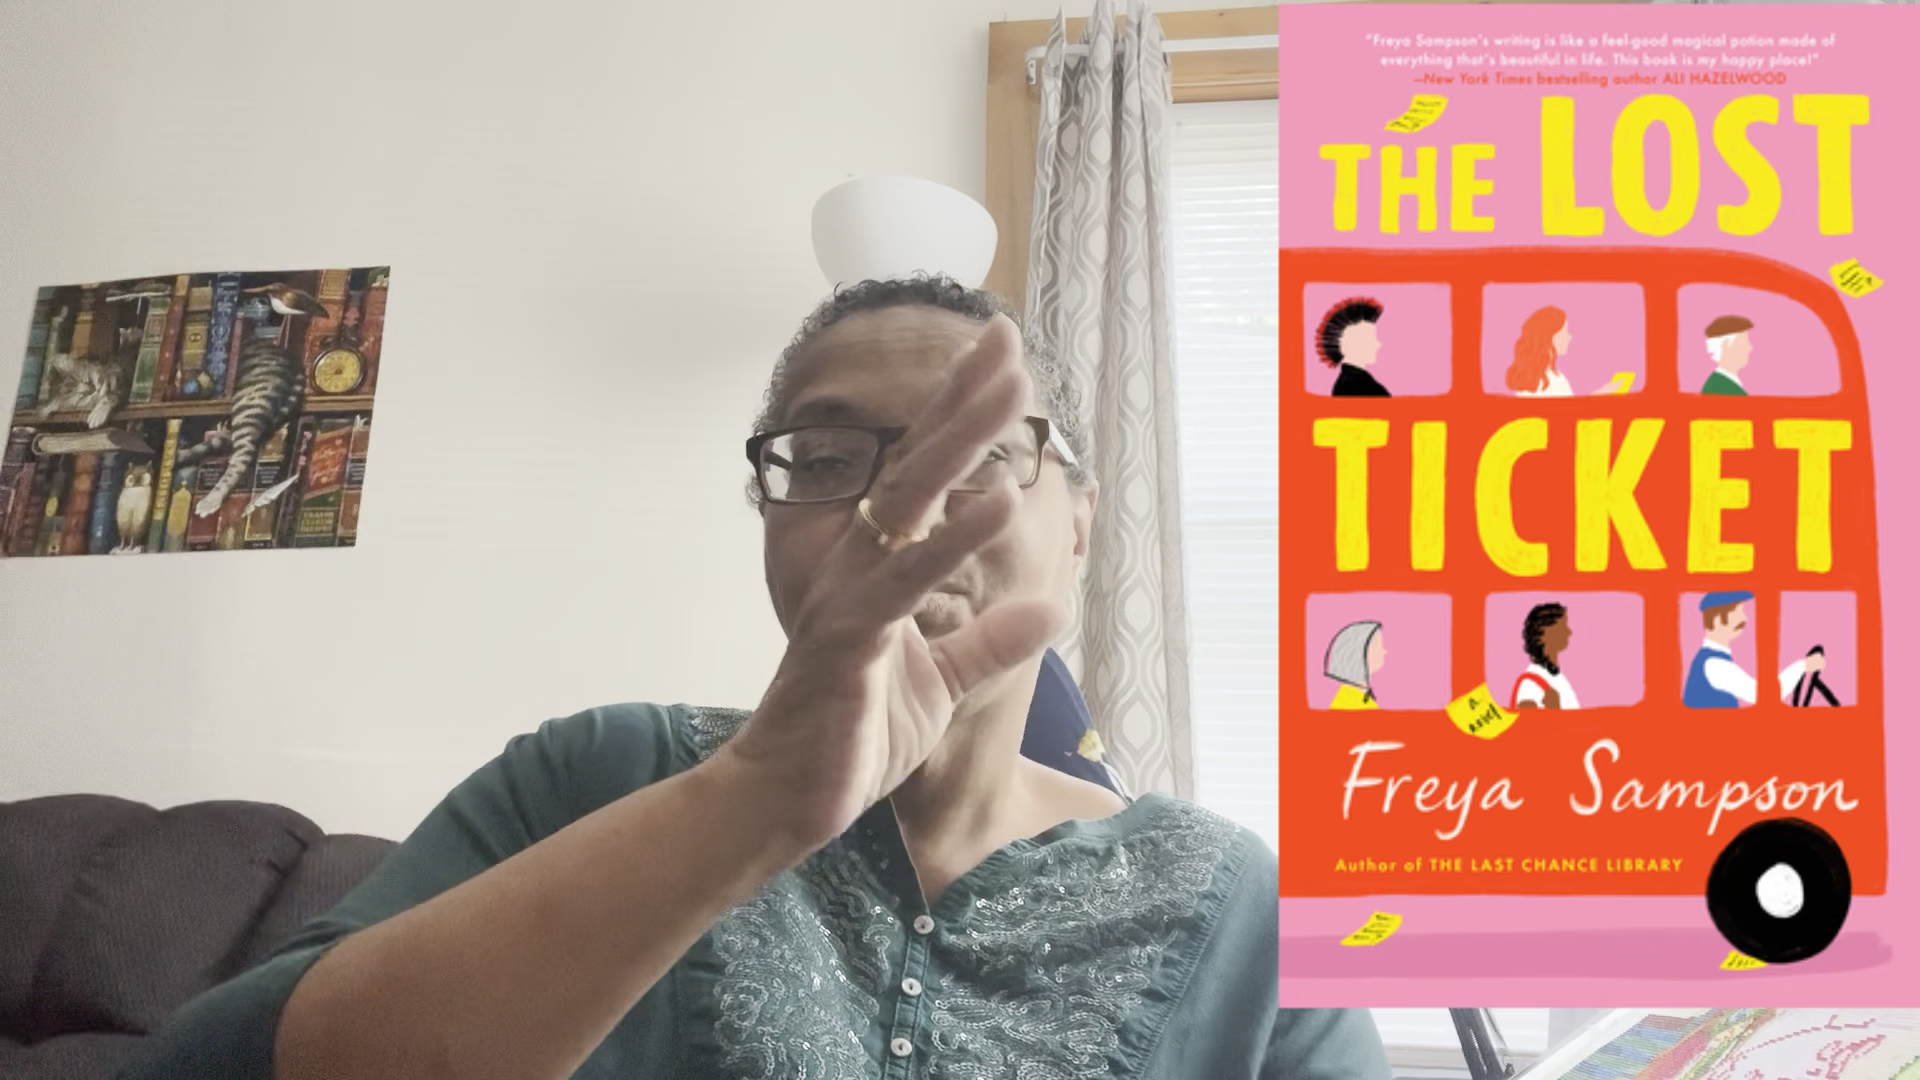 "Freya Sampson's writing is like a feel-good magical potion made of
everything that's beautiful in life. This book is my happy place!"
—New York Times bestselling author ALI HAZELWOOD
THE LOST
TICKET
a
novel
Freya Sampson
Author of THE LAST CHANCE LIBRARY